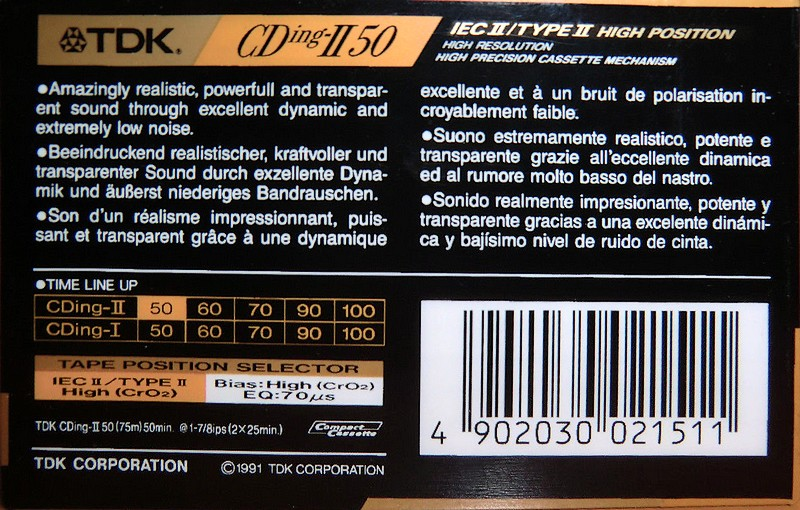 TDK®
CDing-II50
IEC II/TYPE II HIGH POSITION
HIGH RESOLUTION
HIGH PRECISION CASSETTE MECHANISM
●Amazingly realistic, powerfull and transpar-
ent sound through excellent dynamic and
extremely low noise.
●Beeindruckend realistischer, kraftvoller und
transparenter Sound durch exzellente Dyna-
mik und äußerst niederiges Bandrauschen.
●Son d'un réalisme impressionnant, puis-
sant et transparent grâce à une dynamique
excellente et à un bruit de polarisation in-
croyablement faible.
●Suono estremamente realistico, potente e
transparente grazie all'eccellente dinamica
ed al rumore molto basso del nastro.
●Sonido realmente impresionante, potente y
transparente gracias a una excelente dinámi-
ca y bajísimo nivel de ruido de cinta.
●TIME LINE UP
CDing-II 50 60 70 90 100
CDing-I 50 60 70 90 100
TAPE POSITION SELECTOR
IEC II/TYPE II
High (CrO2)
Bias:High (CrO2)
EQ:70µs
TDK CDing-II 50 (75m) 50min. @1-7/8ips (2×25min.)
Compact
Cassette
TDK CORPORATION
©1991 TDK CORPORATION
4 902030 021511